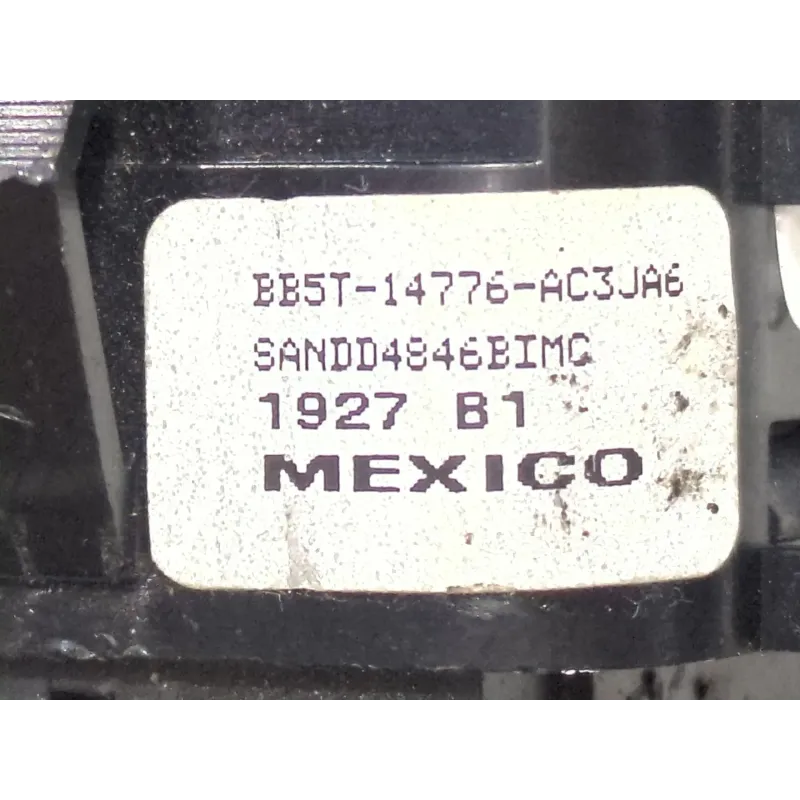 BB5T-14776-AC3JA6
SANDD4846BIMC
1927 B1
MEXICO